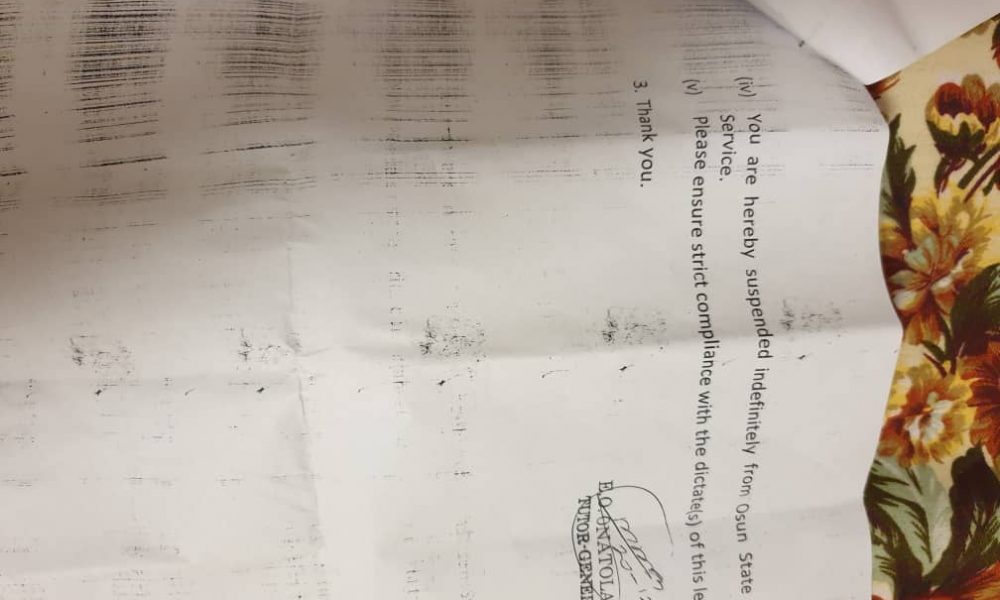 (iv) You are hereby suspended indefinitely from Osun State
Service.
(v) Please ensure strict compliance with the dictate(s) of this le
3. Thank you.
E.O.ONATOLA
TUTOR-GENE